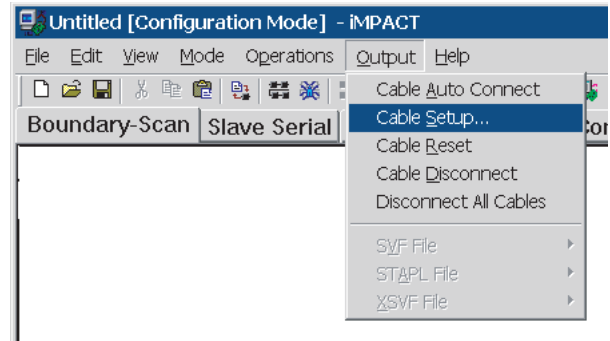 Untitled [Configuration Mode] - iMPACT
File Edit View Mode Operations Output Help
Cable Auto Connect
Boundary-Scan Slave Serial
Cable Setup...
Cable Reset
Cable Disconnect
Disconnect All Cables
SVF File
STAPL File
XSVF File